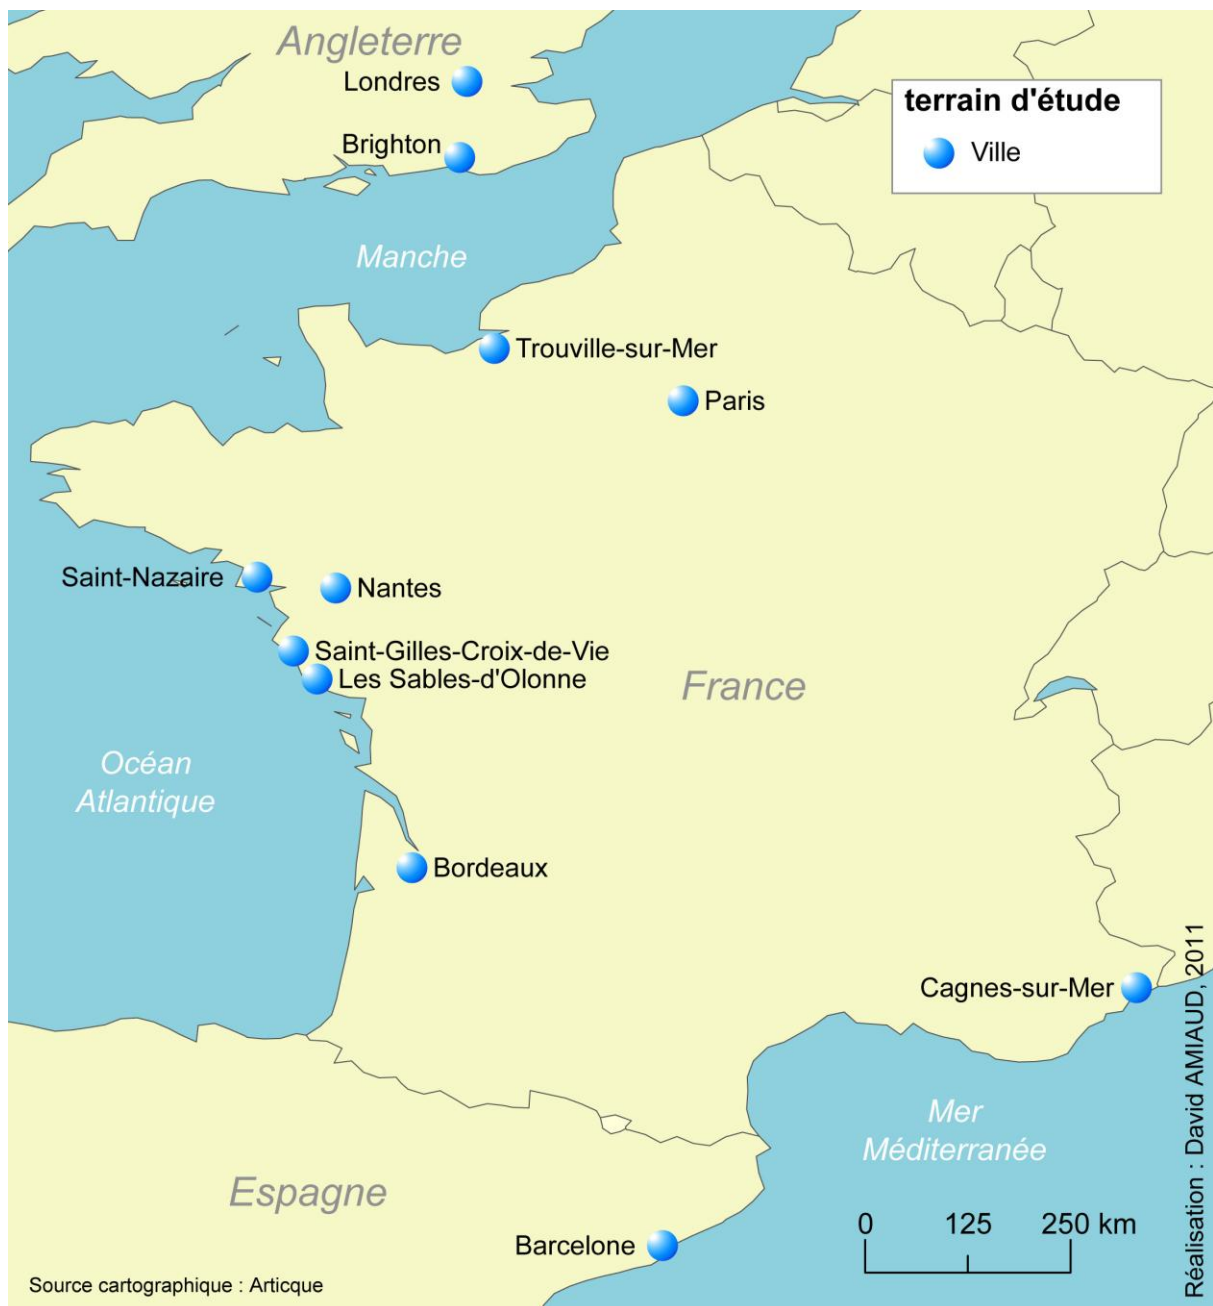 Angleterre
Londres
Brighton
terrain d'étude
Ville
Manche
Trouville-sur-Mer
Paris
Saint-Nazaire
Nantes
Saint-Gilles-Croix-de-Vie
Les Sables-d'Olonne
France
Océan
Atlantique
Bordeaux
Cagnes-sur-Mer
Mer
Méditerranée
Espagne
Barcelone
0 125 250 km
Source cartographique : Articque
Réalisation : David AMIAUD, 2011